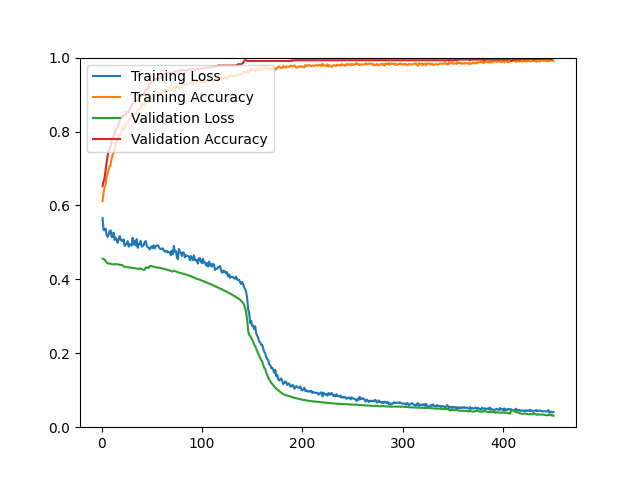 1.0
0.8
0.6
0.4
0.2
0.0
Training Loss
Training Accuracy
Validation Loss
Validation Accuracy
0 100 200 300 400